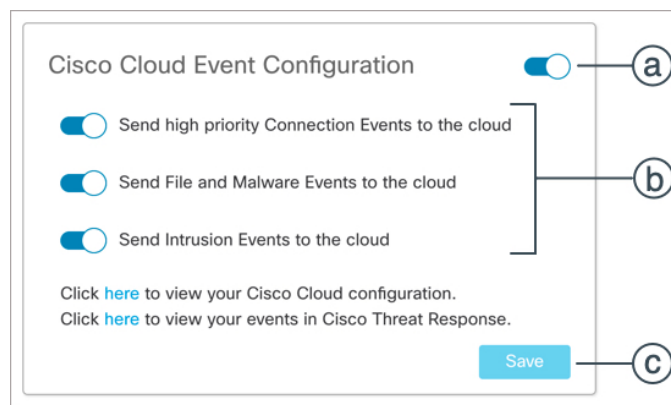 Cisco Cloud Event Configuration
a
Send high priority Connection Events to the cloud
Send File and Malware Events to the cloud
b
Send Intrusion Events to the cloud
Click here to view your Cisco Cloud configuration.
Click here to view your events in Cisco Threat Response.
Save
c